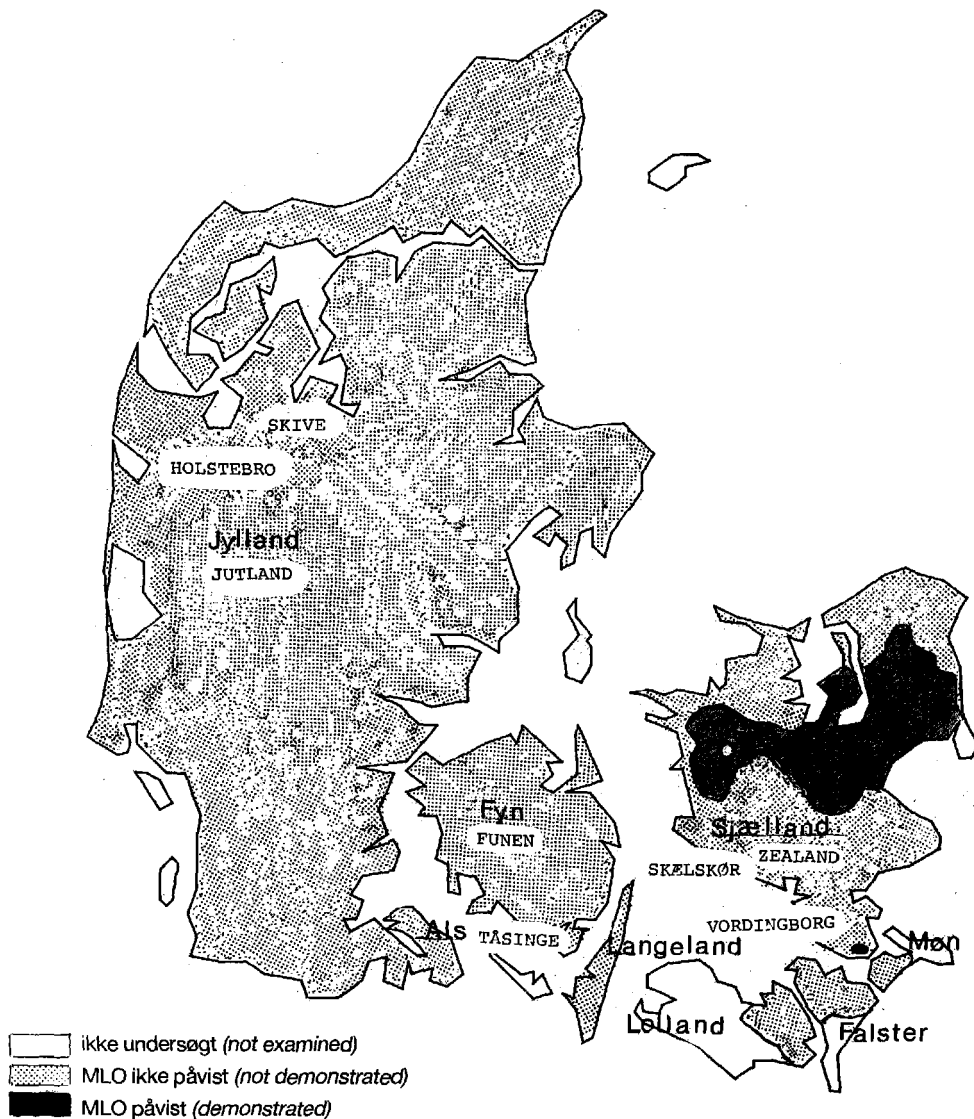 SKIVE
HOLSTEBRO
Jylland
JUTLAND
Fyn
FUNEN
Sjælland
ZEALAND
SKÆLSKØR
VORDINGBORG
Als
TÅSINGE
Langeland
Møn
Lolland
Falster
ikke undersøgt (not examined)
MLO ikke påvist (not demonstrated)
MLO påvist (demonstrated)